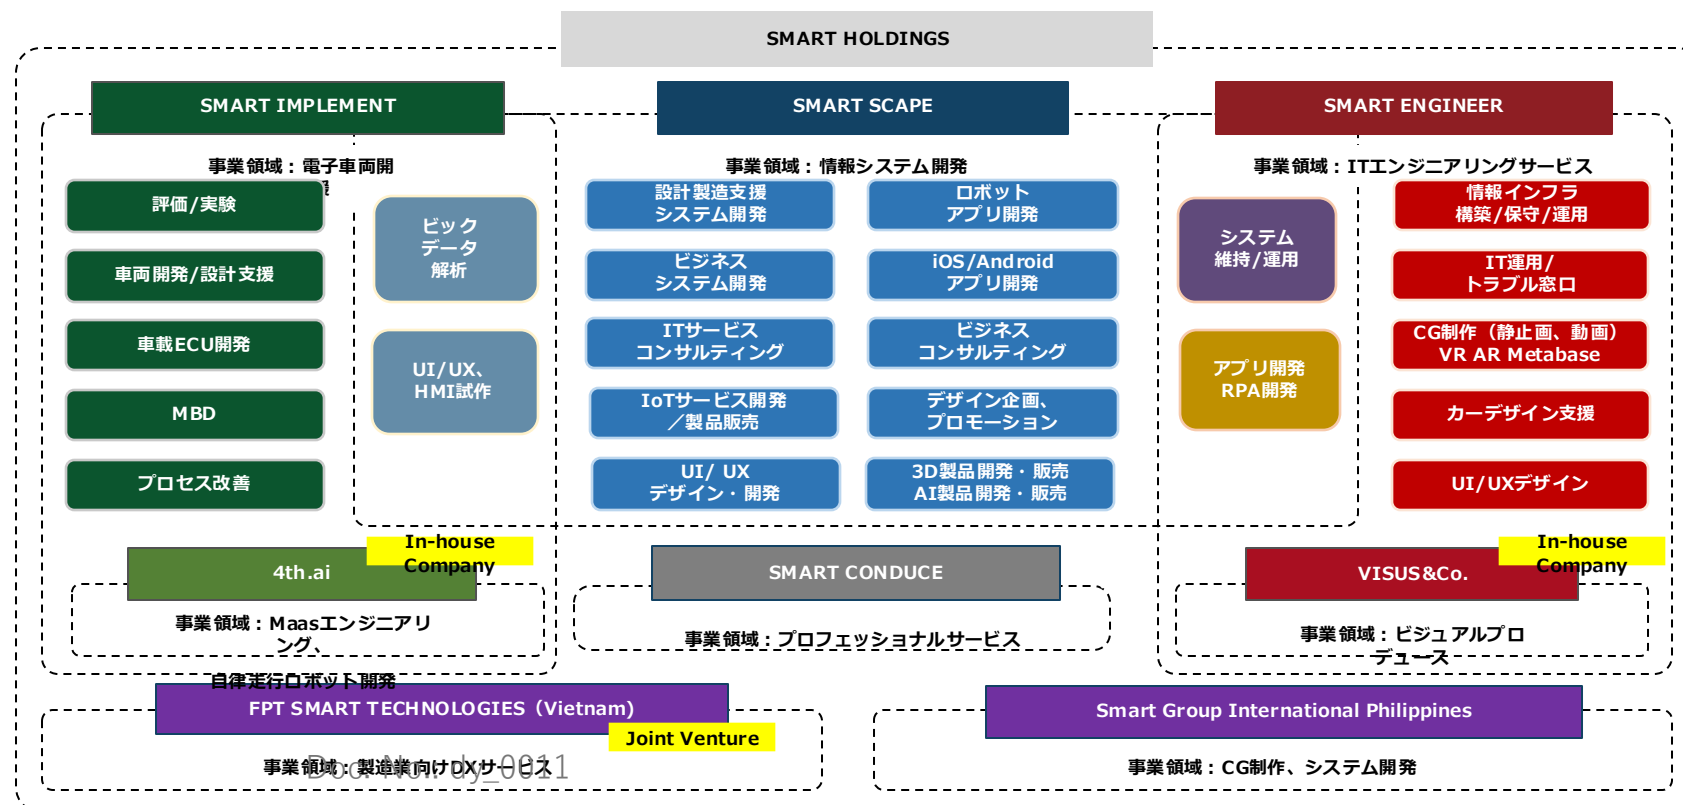 SMART HOLDINGS
SMART IMPLEMENT
事業領域：電子車両開
援
評価/実験
車両開発/設計支援
車載ECU開発
MBD
プロセス改善
ビック
データ
解析
UI/UX、
HMI試作
SMART SCAPE
事業領域：情報システム開発
設計製造支援
システム開発
ロボット
アプリ開発
ビジネス
システム開発
iOS/Android
アプリ開発
ITサービス
コンサルティング
ビジネス
コンサルティング
IoTサービス開発
／製品販売
デザイン企画、
プロモーション
UI/ UX
デザイン・開発
3D製品開発・販売
AI製品開発・販売
SMART ENGINEER
事業領域：ITエンジニアリングサービス
システム
維持/運用
アプリ開発
RPA開発
情報インフラ
構築/保守/運用
IT運用/
トラブル窓口
CG制作（静止画、動画）
VR AR Metabase
カーデザイン支援
UI/UXデザイン
4th.ai
In-house
Company
事業領域：Maasエンジニアリ
ング、
自律走行ロボット開発
SMART CONDUCE
事業領域：プロフェッショナルサービス
VISUS&Co.
In-house
Company
事業領域：ビジュアルプロ
デュース
FPT SMART TECHNOLOGIES（Vietnam)
Joint Venture
事業領域：製造業向けDXサービス
Smart Group International Philippines
事業領域：CG制作、システム開発
Doc. No.: dy_0011